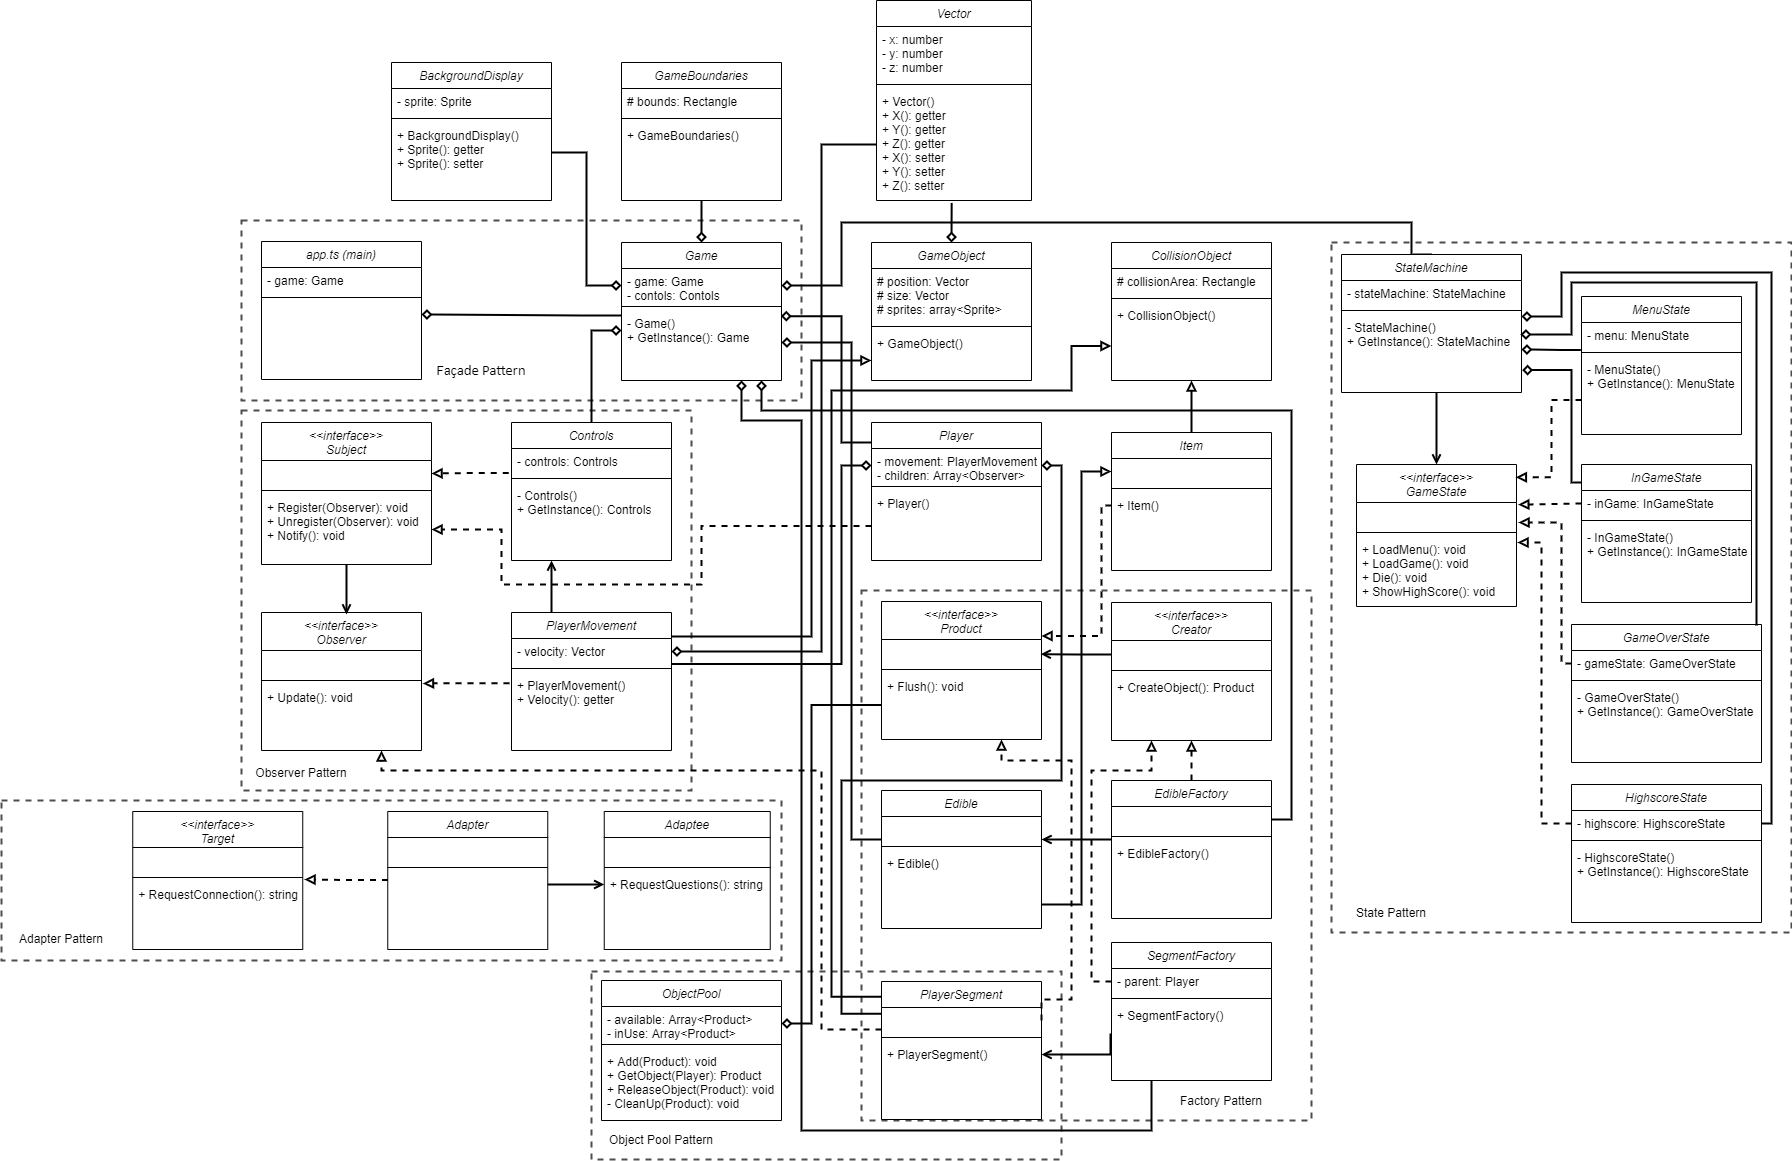 Vector
- x: number
- y: number
- z: number
+ Vector()
+ X(): getter
+ Y(): getter
+ Z(): getter
+ X(): setter
+ Y(): setter
+ Z(): setter
BackgroundDisplay
- sprite: Sprite
+ BackgroundDisplay()
+ Sprite(): getter
+ Sprite(): setter
GameBoundaries
# bounds: Rectangle
+ GameBoundaries()
app.ts (main)
- game: Game
Façade Pattern
Game
- game: Game
- contols: Contols
- Game()
+ GetInstance(): Game
GameObject
# position: Vector
# size: Vector
# sprites: array<Sprite>
+ GameObject()
CollisionObject
# collisionArea: Rectangle
+ CollisionObject()
StateMachine
- stateMachine: StateMachine
- StateMachine()
+ GetInstance(): StateMachine
MenuState
- menu: MenuState
- MenuState()
+ GetInstance(): MenuState
<<interface>>
Subject
+ Register(Observer): void
+ Unregister(Observer): void
+ Notify(): void
Controls
- controls: Controls
- Controls()
+ GetInstance(): Controls
Player
- movement: PlayerMovement
- children: Array<Observer>
+ Player()
Item
+ Item()
<<interface>>
GameState
+ LoadMenu(): void
+ LoadGame(): void
+ Die(): void
+ ShowHighScore(): void
InGameState
- inGame: InGameState
- InGameState()
+ GetInstance(): InGameState
<<interface>>
Observer
+ Update(): void
PlayerMovement
- velocity: Vector
+ PlayerMovement()
+ Velocity(): getter
Observer Pattern
<<interface>>
Product
+ Flush(): void
<<interface>>
Creator
+ CreateObject(): Product
GameOverState
- gameState: GameOverState
- GameOverState()
+ GetInstance(): GameOverState
<<interface>>
Target
+ RequestConnection(): string
Adapter
Adaptee
+ RequestQuestions(): string
Adapter Pattern
Edible
+ Edible()
EdibleFactory
+ EdibleFactory()
HighscoreState
- highscore: HighscoreState
- HighscoreState()
+ GetInstance(): HighscoreState
State Pattern
ObjectPool
- available: Array<Product>
- inUse: Array<Product>
+ Add(Product): void
+ GetObject(Player): Product
+ ReleaseObject(Product): void
- CleanUp(Product): void
Object Pool Pattern
PlayerSegment
+ PlayerSegment()
SegmentFactory
- parent: Player
+ SegmentFactory()
Factory Pattern